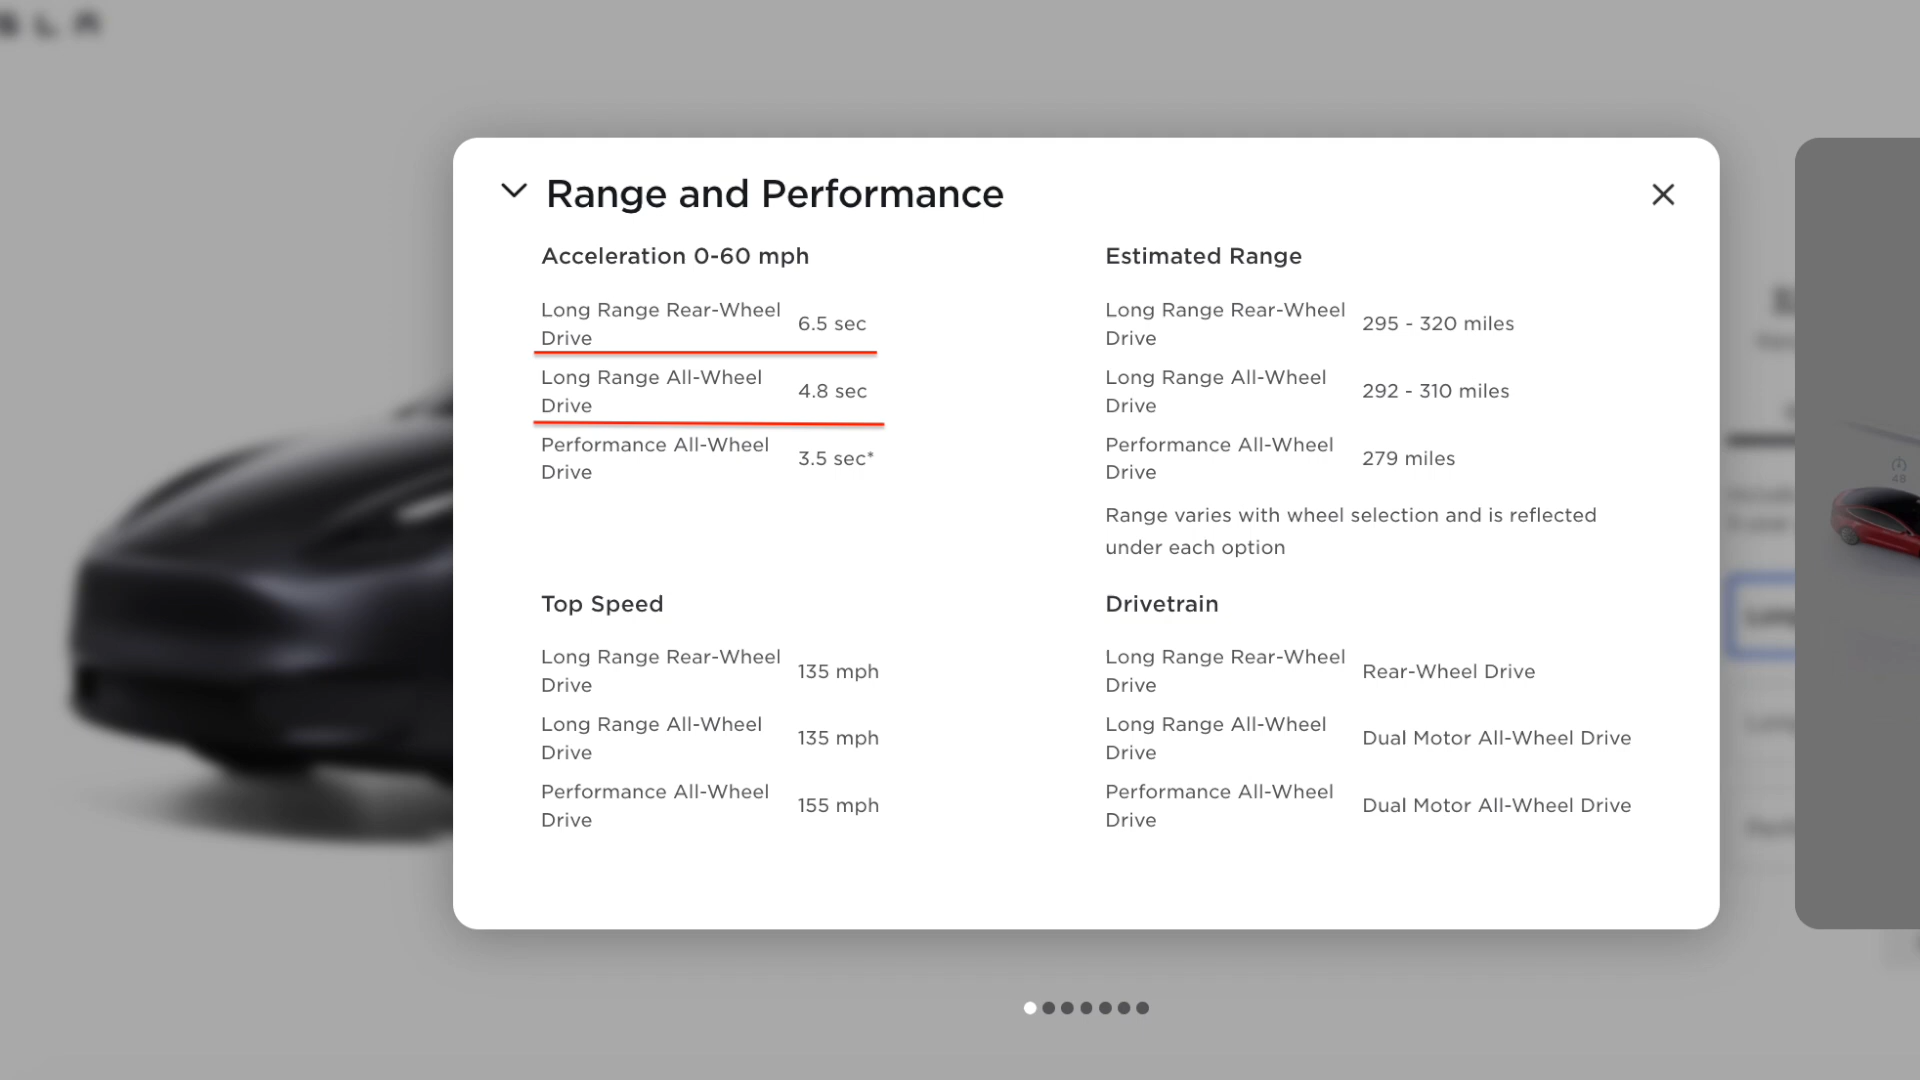 SLA
Range and Performance
Acceleration 0-60 mph
Long Range Rear-Wheel
Drive
6.5 sec
Long Range All-Wheel
Drive
4.8 sec
Performance All-Wheel
Drive
3.5 sec*
Estimated Range
Long Range Rear-Wheel
Drive
295 - 320 miles
Long Range All-Wheel
Drive
292 - 310 miles
Performance All-Wheel
Drive
279 miles
Range varies with wheel selection and is reflected
under each option
Top Speed
Long Range Rear-Wheel
Drive
135 mph
Long Range All-Wheel
Drive
135 mph
Performance All-Wheel
Drive
155 mph
Drivetrain
Long Range Rear-Wheel
Drive
Rear-Wheel Drive
Long Range All-Wheel
Drive
Dual Motor All-Wheel Drive
Performance All-Wheel
Drive
Dual Motor All-Wheel Drive
48